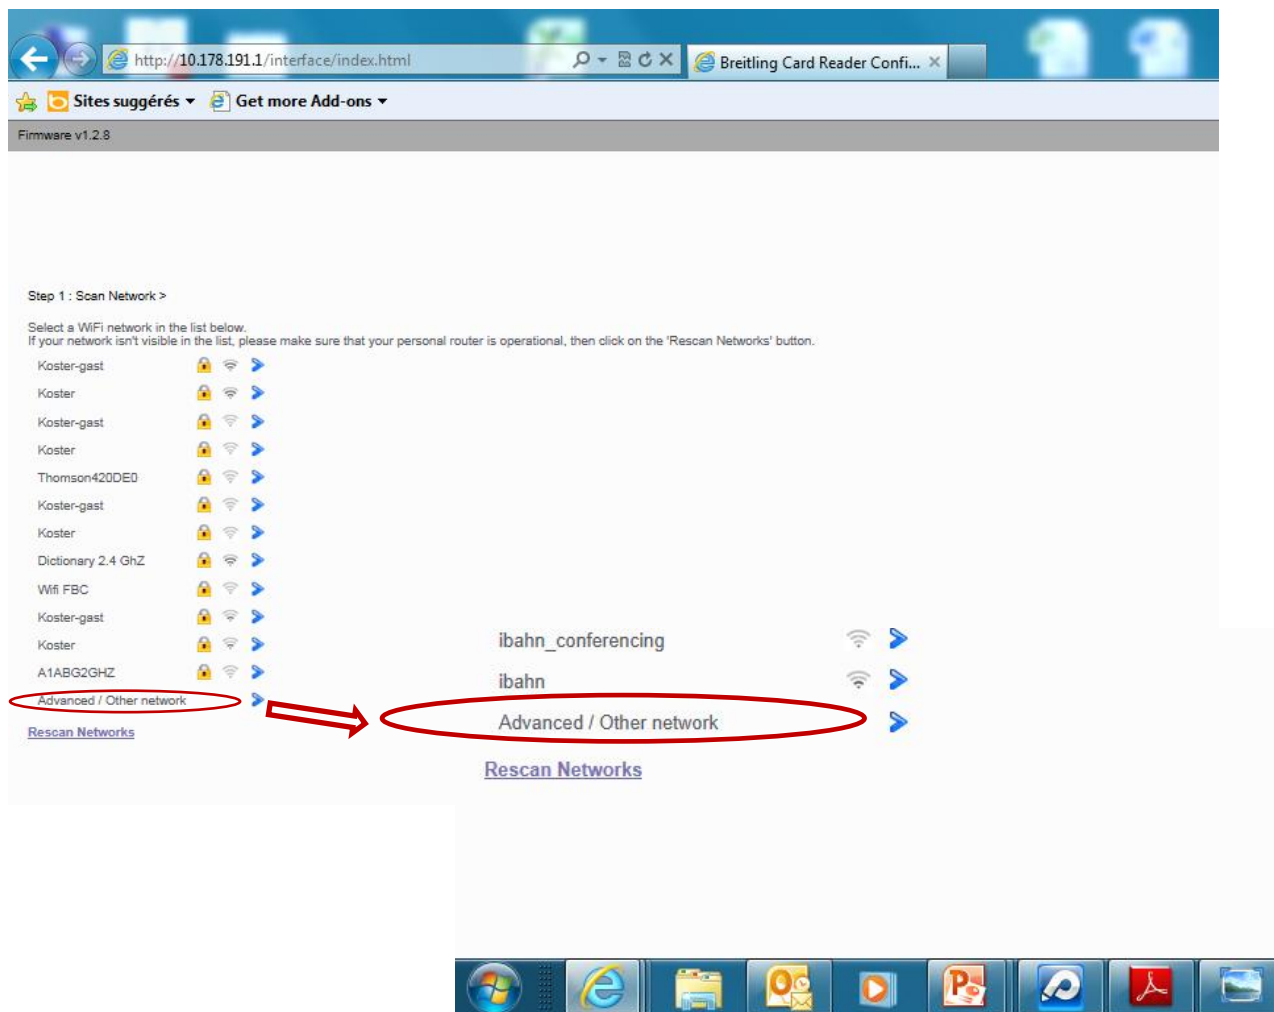 http://10.178.191.1/interface/index.html
Breitling Card Reader Confi...
Sites suggérés
Get more Add-ons
Firmware v1.2.8
Step 1 : Scan Network >
Select a WiFi network in the list below.
If your network isn't visible in the list, please make sure that your personal router is operational, then click on the 'Rescan Networks' button.
Koster-gast
Koster
Koster-gast
Koster
Thomson420DE0
Koster-gast
Koster
Dictionary 2.4 GhZ
Wifi FBC
Koster-gast
Koster
A1ABG2GHZ
Advanced / Other network
Rescan Networks
ibahn_conferencing
ibahn
Advanced / Other network
Rescan Networks